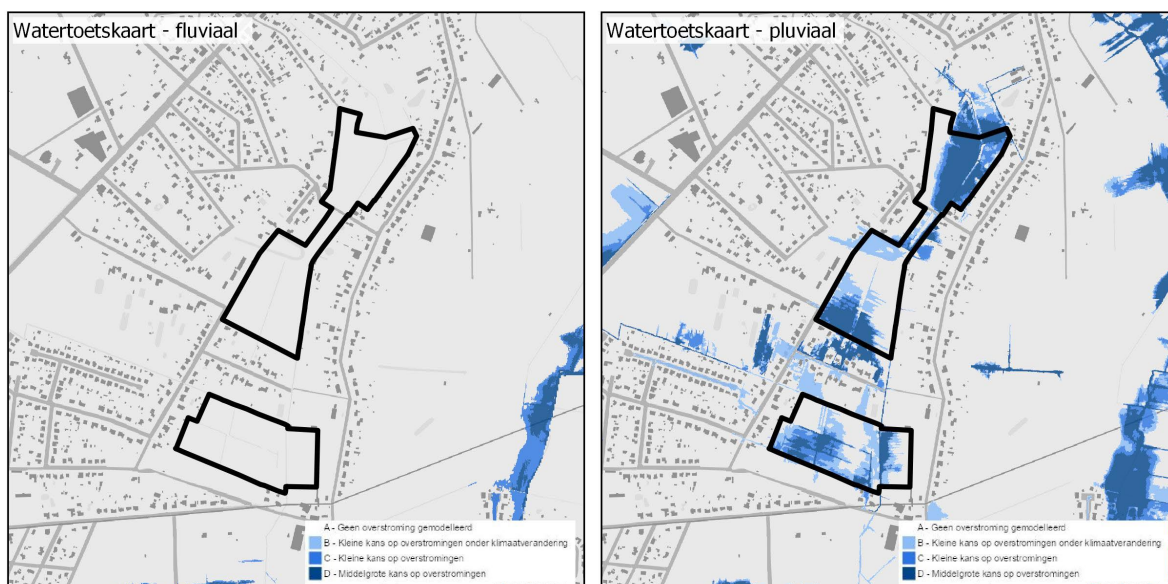 Watertoetskaart - fluviaal
A - Geen overstroming gemodelleerd
B - Kleine kans op overstromingen onder klimaatverandering
C - Kleine kans op overstromingen
D - Middelgrote kans op overstromingen
Watertoetskaart - pluviaal
A - Geen overstroming gemodelleerd
B - Kleine kans op overstromingen onder klimaatverandering
C - Kleine kans op overstromingen
D - Middelgrote kans op overstromingen